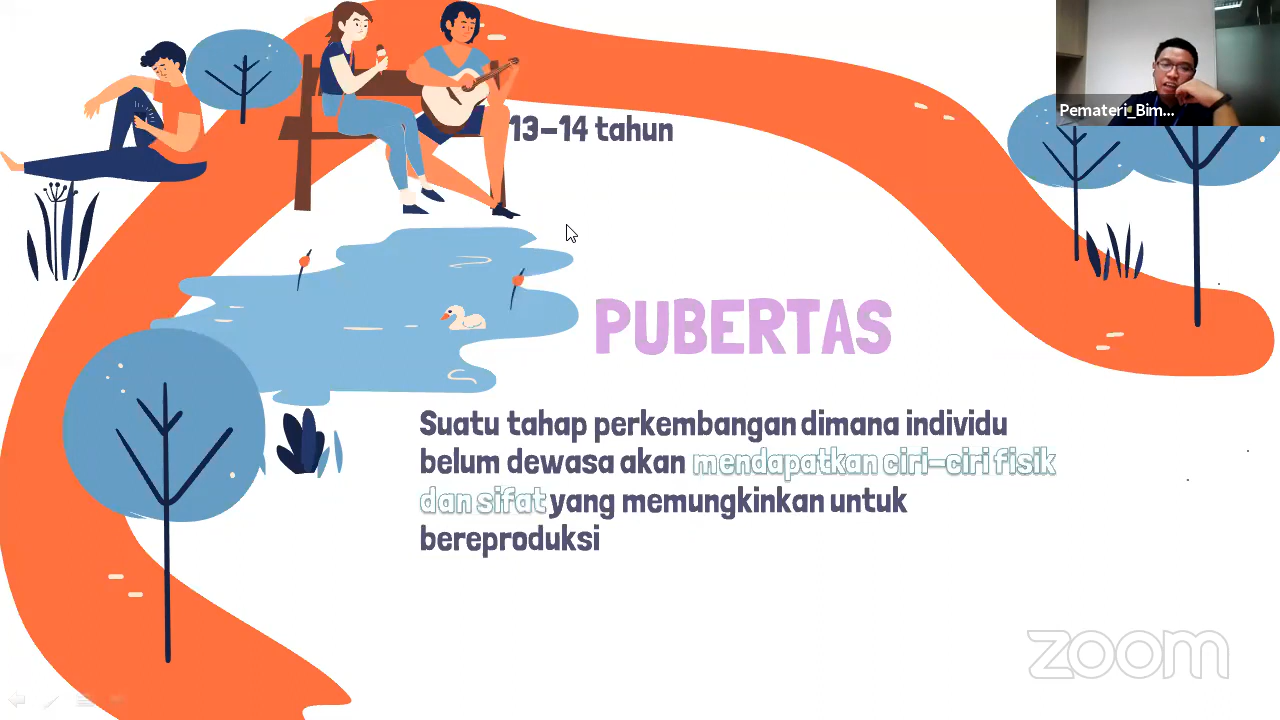 Pemateri_Bim...
13–14 tahun
PUBERTAS
Suatu tahap perkembangan dimana individu
belum dewasa akan mendapatkan ciri–ciri fisik
dan sifat yang memungkinkan untuk
bereproduksi
zoom